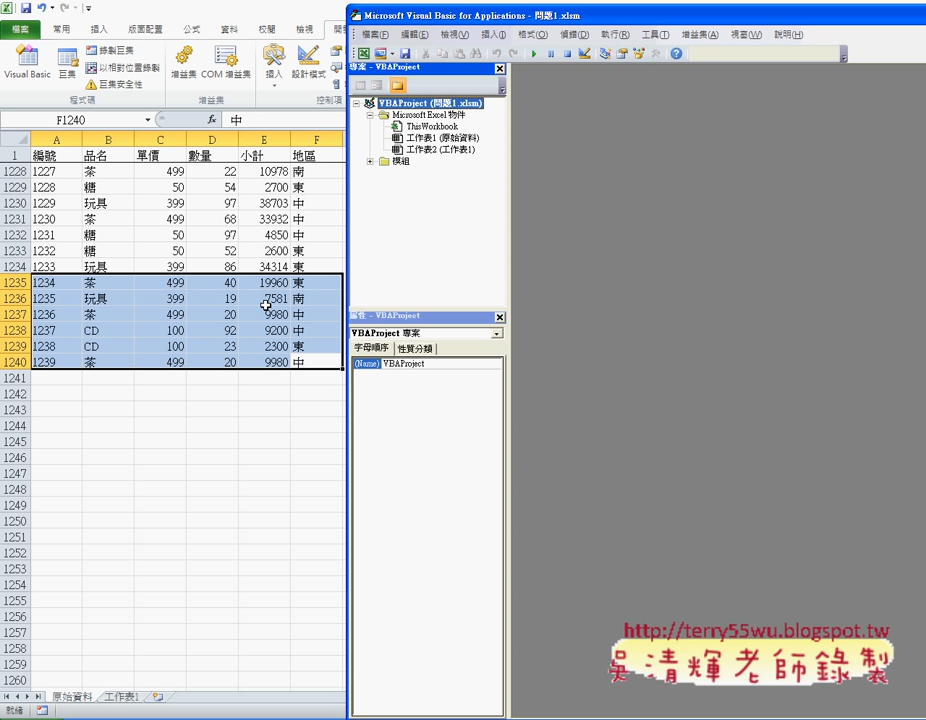 Microsoft Visual Basic for Applications - 問題1.xlsm
檔案 常用 插入 版面配置 公式 資料 校閱 檢視
檔案(F) 編輯(E) 檢視(V) 插入(I) 格式(O) 偵錯(D) 執行(R) 工具(T) 增益集(A) 視窗(W) 說明(H)
Visual Basic 巨集 錄製巨集 以相對位置錄製 巨集安全性 增益集 COM 增益集 插入 設計模式
程式碼 增益集 控制項
F1240 fx 中
專案 - VBAProject
VBAProject (問題1.xlsm)
Microsoft Excel 物件
ThisWorkbook
工作表1 (原始資料)
工作表2 (工作表1)
模組
A B C D E F
1 編號 品名 單價 數量 小計 地區
1228 1227 茶 499 22 10978 南
1229 1228 糖 50 54 2700 東
1230 1229 玩具 399 97 38703 中
1231 1230 茶 499 68 33932 中
1232 1231 糖 50 97 4850 中
1233 1232 糖 50 52 2600 東
1234 1233 玩具 399 86 34314 東
1235 1234 茶 499 40 19960 東
1236 1235 玩具 399 19 7581 南
1237 1236 茶 499 20 9980 中
1238 1237 CD 100 92 9200 中
1239 1238 CD 100 23 2300 東
1240 1239 茶 499 20 9980 中
1241
1242
1243
1244
1245
1246
1247
1248
1249
1250
1251
1252
1253
1254
1255
1256
1257
1258
1259
1260
屬性 - VBAProject
VBAProject 專案
字母順序 性質分類
(Name) VBAProject
http://terry55wu.blogspot.tw
吳清輝老師錄製
原始資料 工作表1
就緒